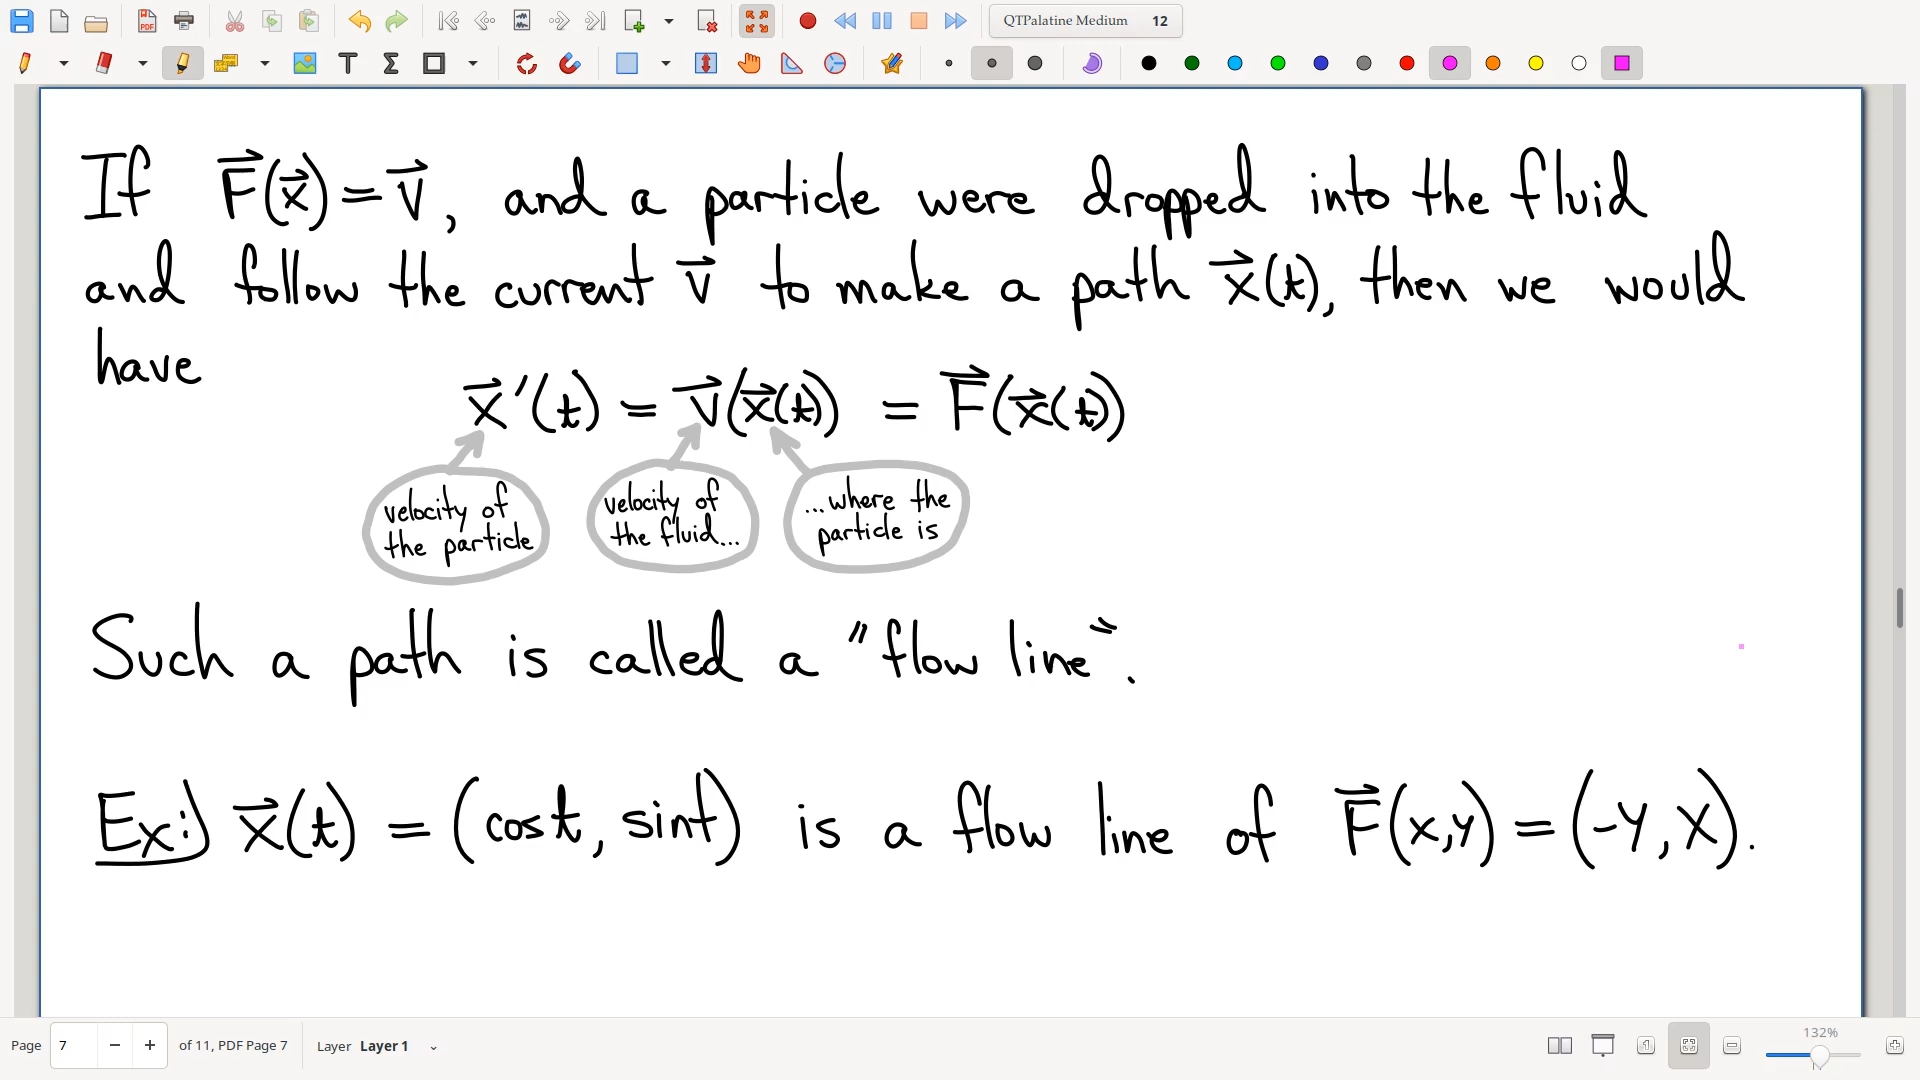 QTPalatine Medium 12
If F⃗(x⃗)=v⃗, and a particle were dropped into the fluid
and follow the current v⃗ to make a path x⃗(t), then we would
have
x⃗'(t) = v⃗(x⃗(t)) = F⃗(x⃗(t))
velocity of
the particle
velocity of
the fluid...
...where the
particle is
Such a path is called a "flow line".
Ex:) x⃗(t) = (cost, sint) is a flow line of F⃗(x,y) = (-y, x).
Page 7 of 11, PDF Page 7 Layer Layer 1 132%